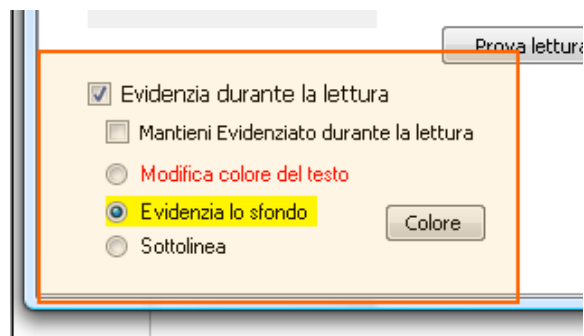 Prova lettura
Evidenzia durante la lettura
Mantieni Evidenziato durante la lettura
Modifica colore del testo
Evidenzia lo sfondo
Colore
Sottolinea